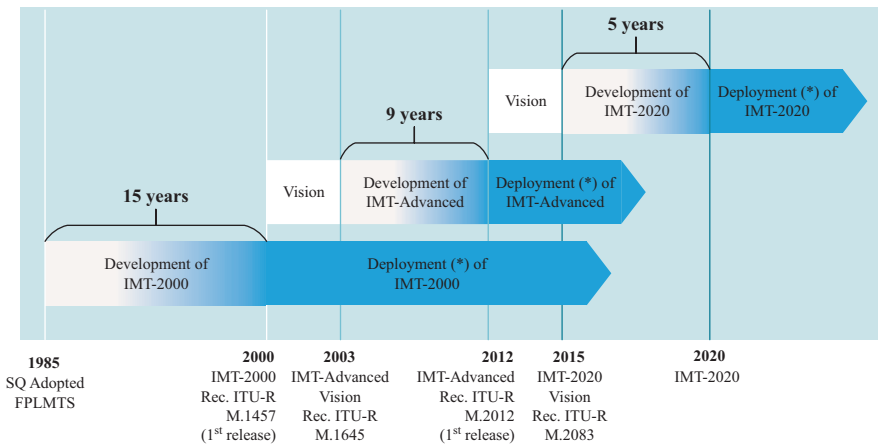 5 years
Vision
Development of
IMT-2020
Deployment (*) of
IMT-2020
9 years
Vision
Development of
IMT-Advanced
Deployment (*) of
IMT-Advanced
15 years
Development of
IMT-2000
Deployment (*) of
IMT-2000
1985
SQ Adopted
FPLMTS
2000
IMT-2000
Rec. ITU-R
M.1457
(1st release)
2003
IMT-Advanced
Vision
Rec. ITU-R
M.1645
2012
IMT-Advanced
Rec. ITU-R
M.2012
(1st release)
2015
IMT-2020
Vision
Rec. ITU-R
M.2083
2020
IMT-2020